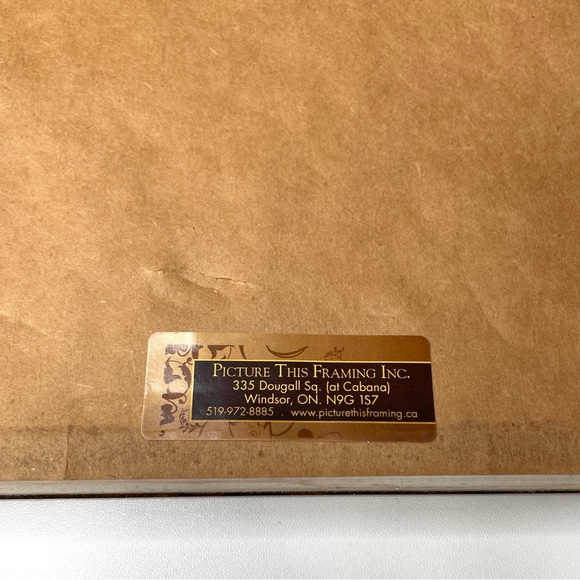 PICTURE THIS FRAMING INC.
335 Dougall Sq. (at Cabana)
Windsor, ON. N9G 1S7
519-972-8885 . www.picturethisframing.ca